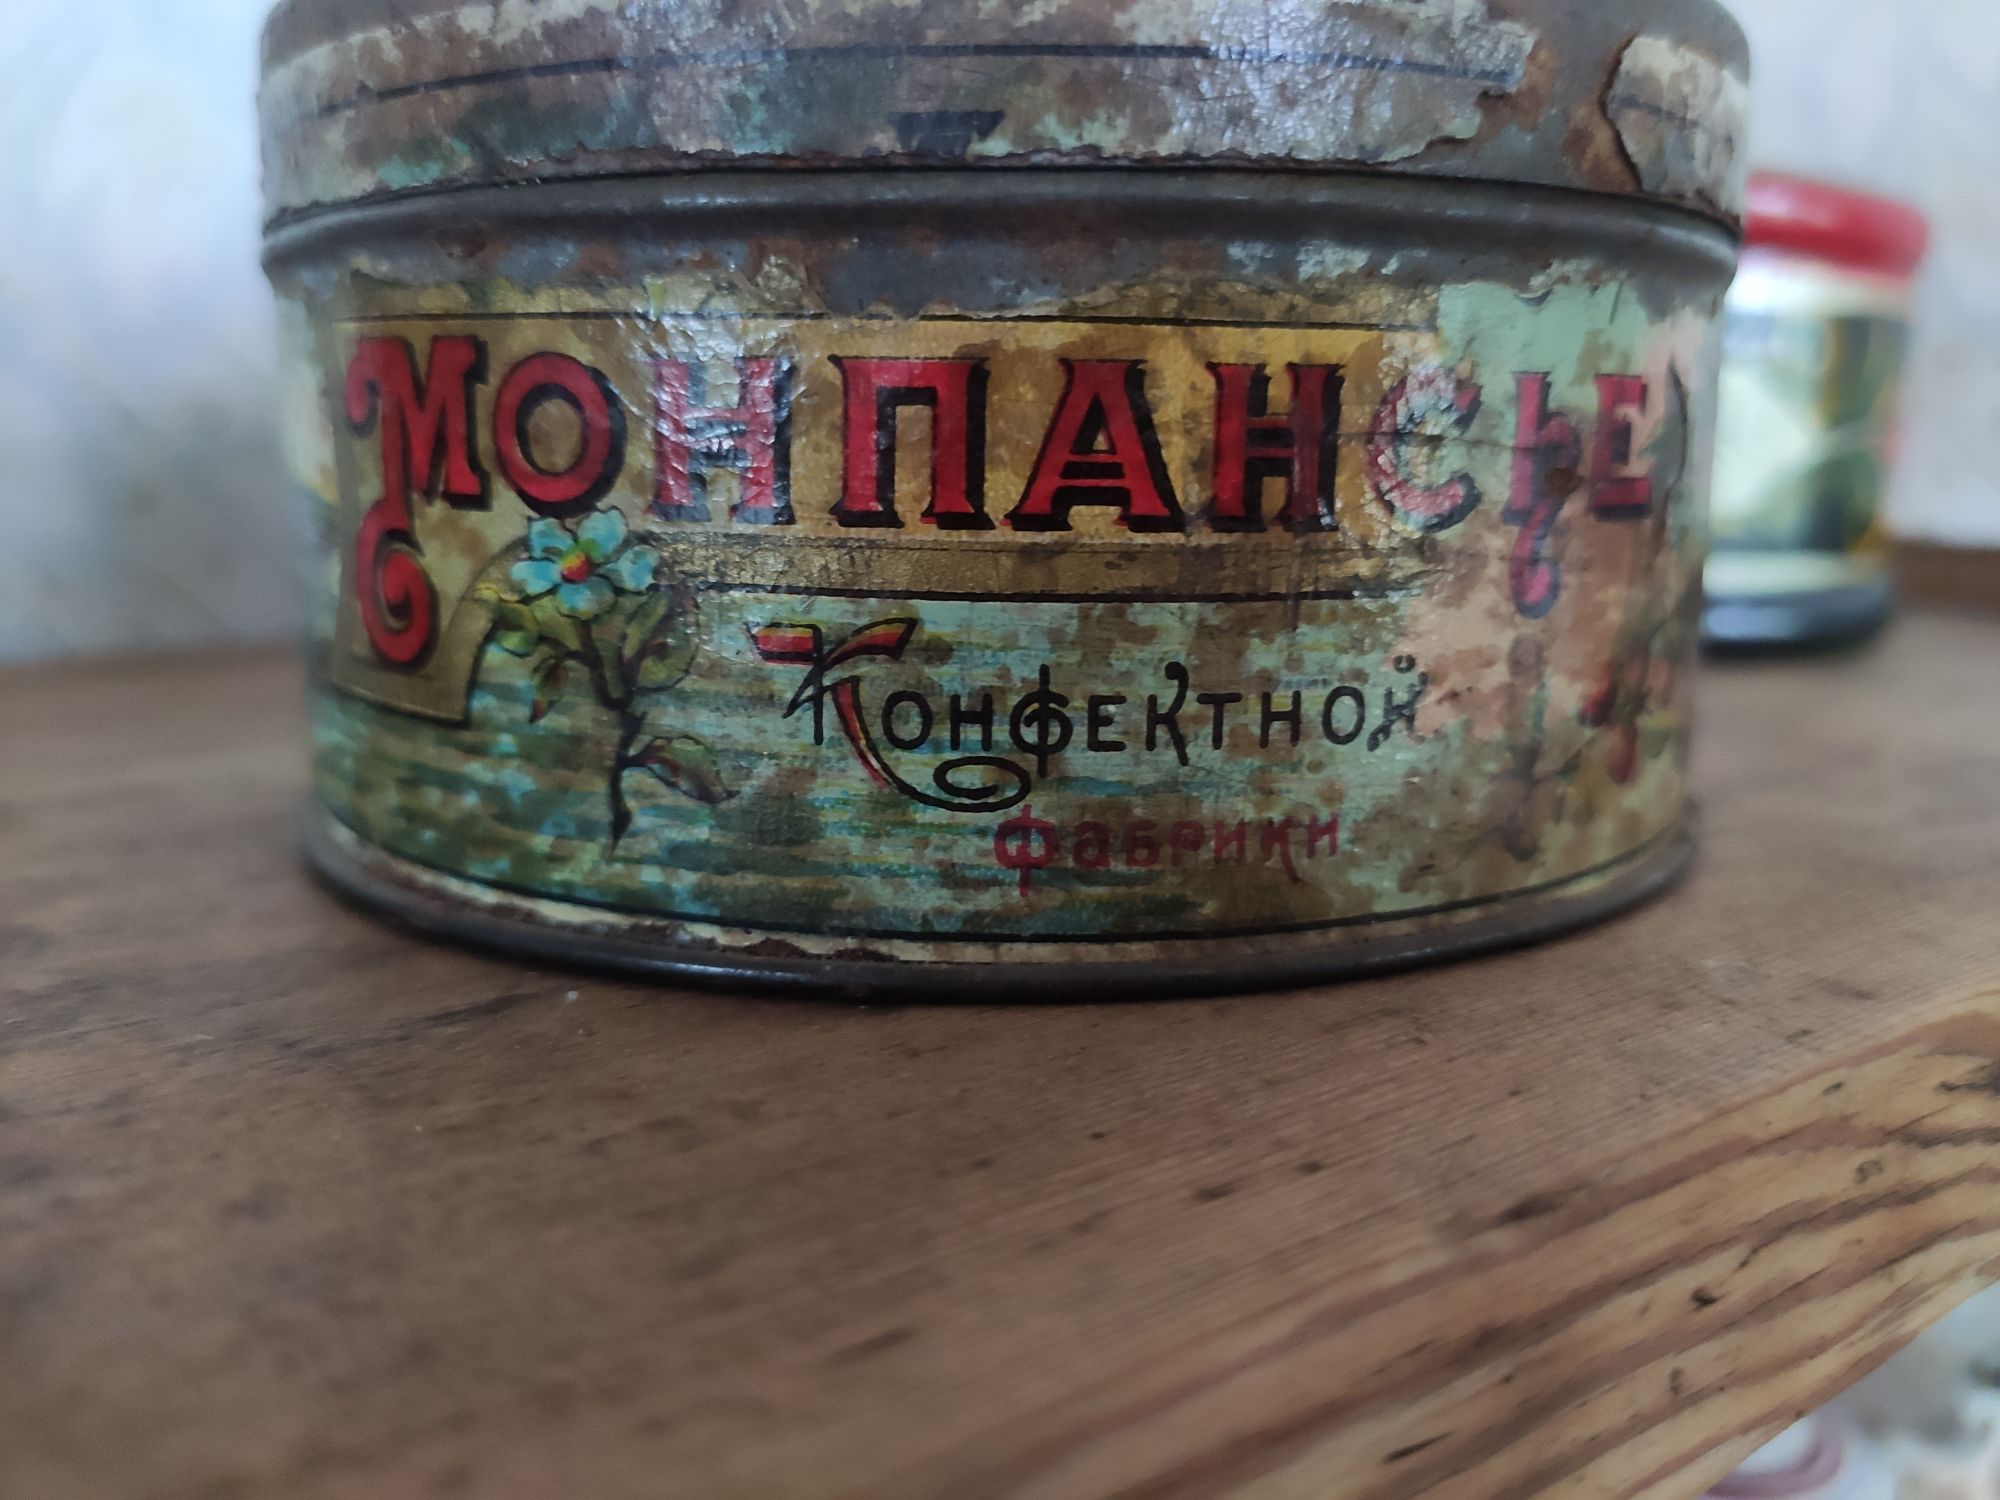 Монпансье
Конфектной
фабрики